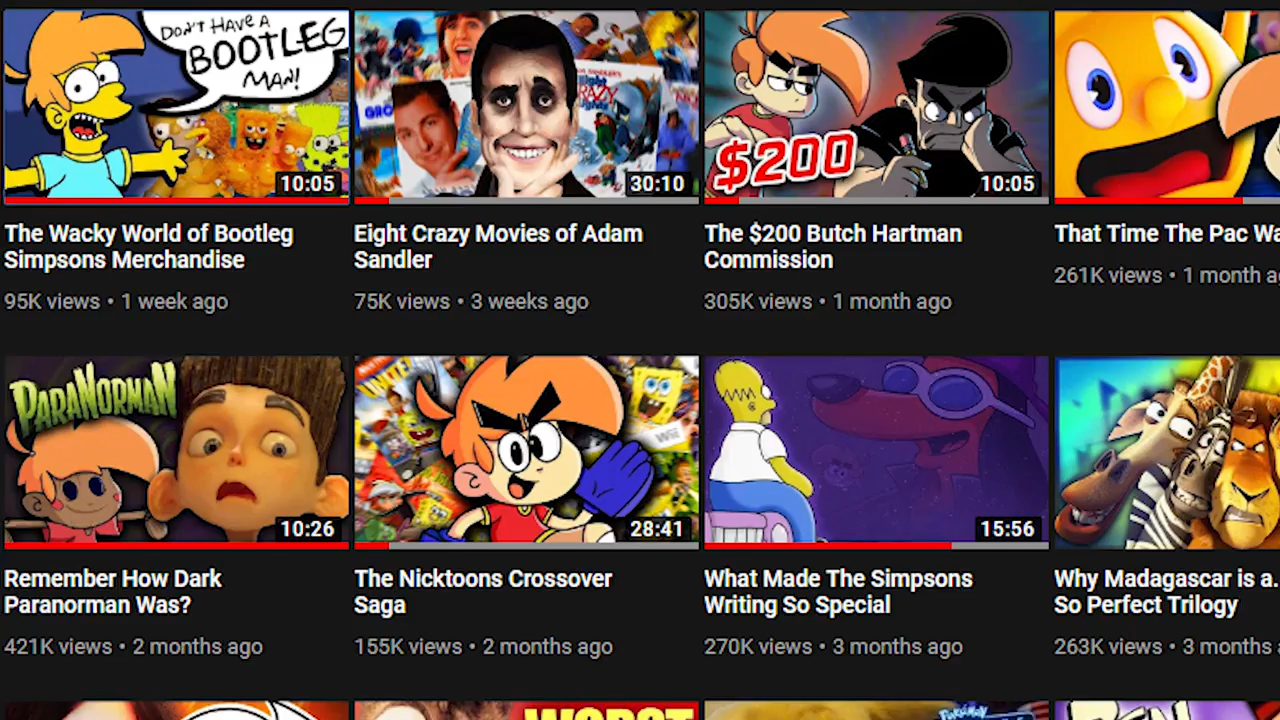 DON'T HAVE A
BOOTLEG
MAN!
10:05
30:10
$200
10:05
The Wacky World of Bootleg
Simpsons Merchandise
95K views • 1 week ago
Eight Crazy Movies of Adam
Sandler
75K views • 3 weeks ago
The $200 Butch Hartman
Commission
305K views • 1 month ago
That Time The Pac Wa
261K views • 1 month ag
PARANORMAN
10:26
28:41
15:56
Remember How Dark
Paranorman Was?
421K views • 2 months ago
The Nicktoons Crossover
Saga
155K views • 2 months ago
What Made The Simpsons
Writing So Special
270K views • 3 months ago
Why Madagascar is a.
So Perfect Trilogy
263K views • 3 months
WORST
POKéMON